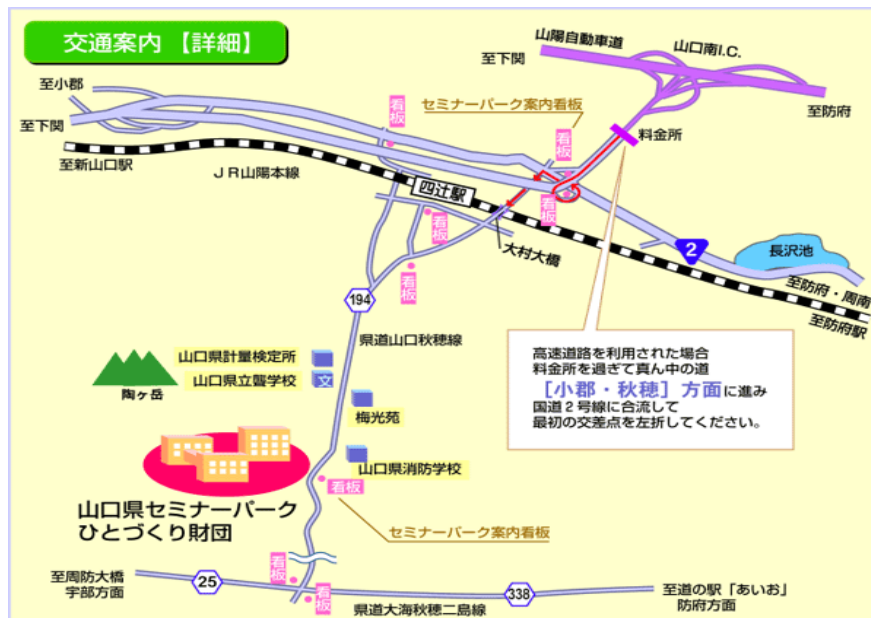 交通案内 【詳細】
山陽自動車道
山口南I.C.
至下関
至防府
至小郡
至下関
看板
セミナーパーク案内看板
看板
料金所
至新山口駅
JR山陽本線
四辻駅
看板
看板
大村大橋
看板
2
長沢池
至防府・周南
至防府駅
194
県道山口秋穂線
高速道路を利用された場合
料金所を過ぎて真ん中の道
［小郡・秋穂］方面に進み
国道2号線に合流して
最初の交差点を左折してください。
山口県計量検定所
山口県立聾学校
文
陶ヶ岳
梅光苑
山口県消防学校
看板
山口県セミナーパーク
ひとづくり財団
セミナーパーク案内看板
看板
至周防大橋
宇部方面
25
看板
県道大海秋穂二島線
338
至道の駅「あいお」
防府方面